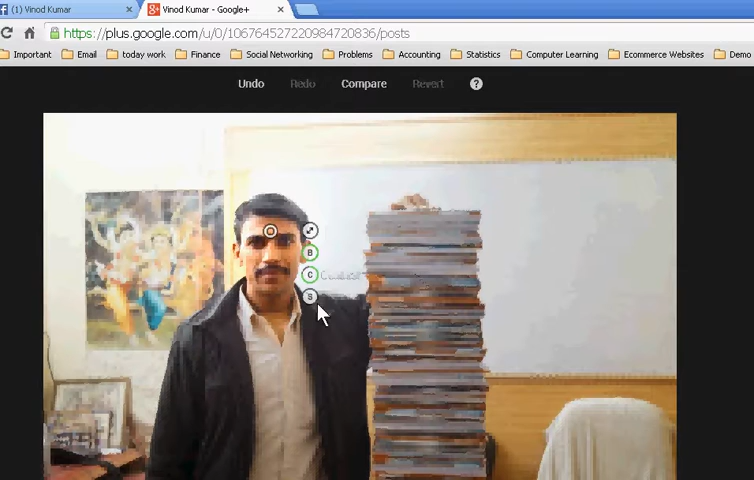 (1) Vinod Kumar
Vinod Kumar - Google+
https://plus.google.com/u/0/106764527220984720836/posts
Important Email today work Finance Social Networking Problems Accounting Statistics Computer Learning Ecommerce Websites Demo
Undo Redo Compare Revert ?
B
C
S